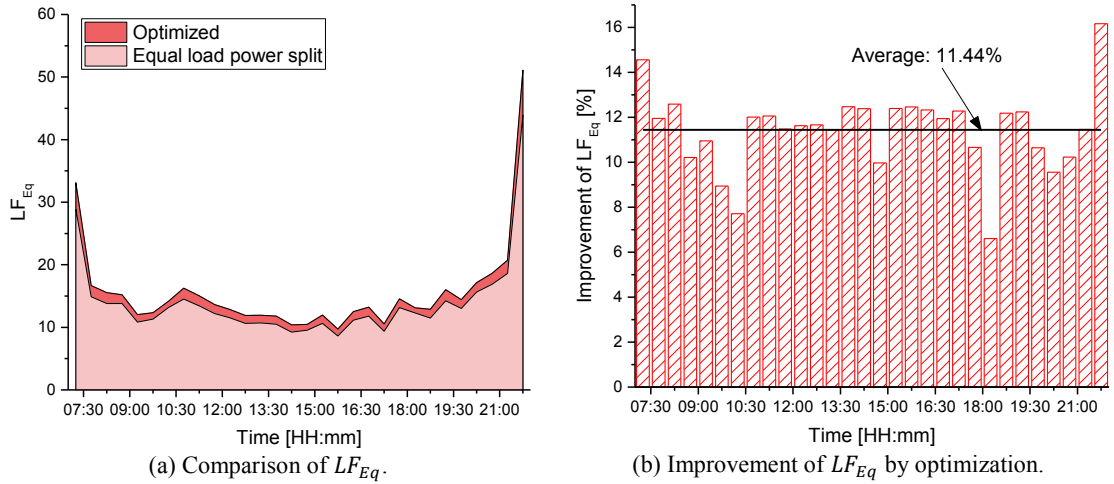 60
50
40
30
20
10
0
LF_Eq
Optimized
Equal load power split
07:30 09:00 10:30 12:00 13:30 15:00 16:30 18:00 19:30 21:00
Time [HH:mm]
(a) Comparison of LF_Eq.
16
14
12
10
8
6
4
2
0
Improvement of LF_Eq [%]
Average: 11.44%
07:30 09:00 10:30 12:00 13:30 15:00 16:30 18:00 19:30 21:00
Time [HH:mm]
(b) Improvement of LF_Eq by optimization.